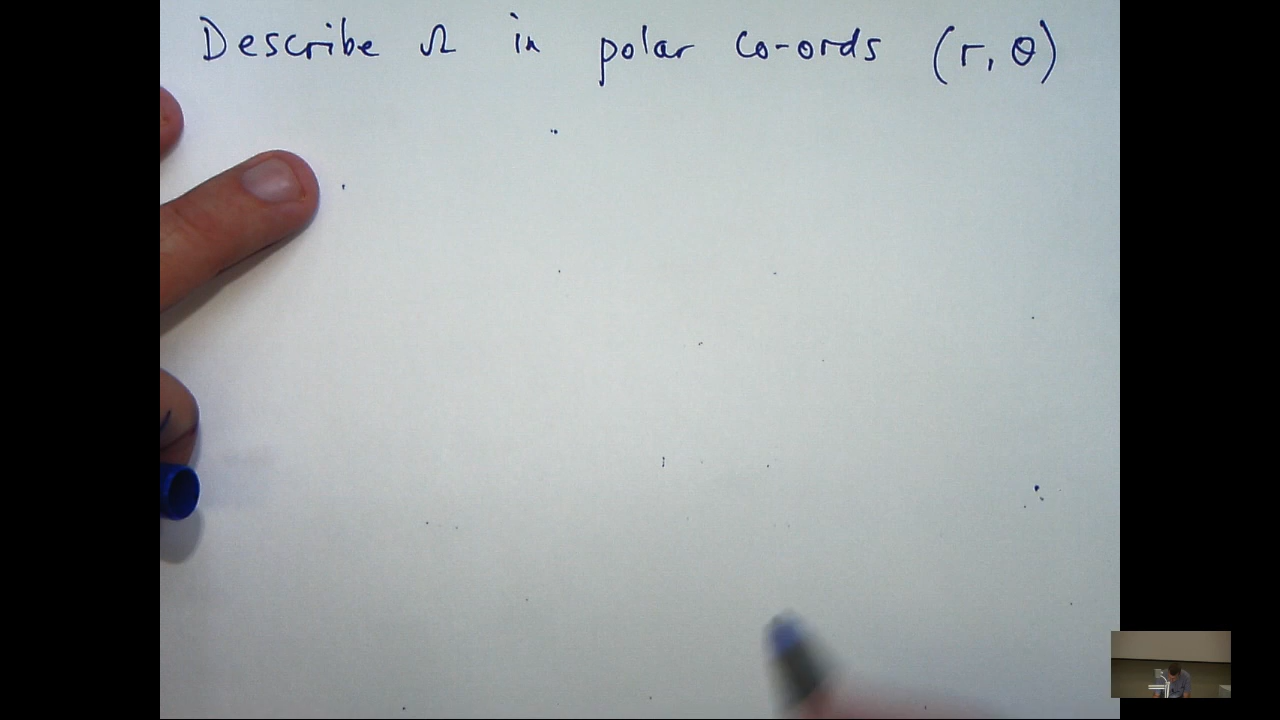 Describe Ω in polar co-ords (r, θ)